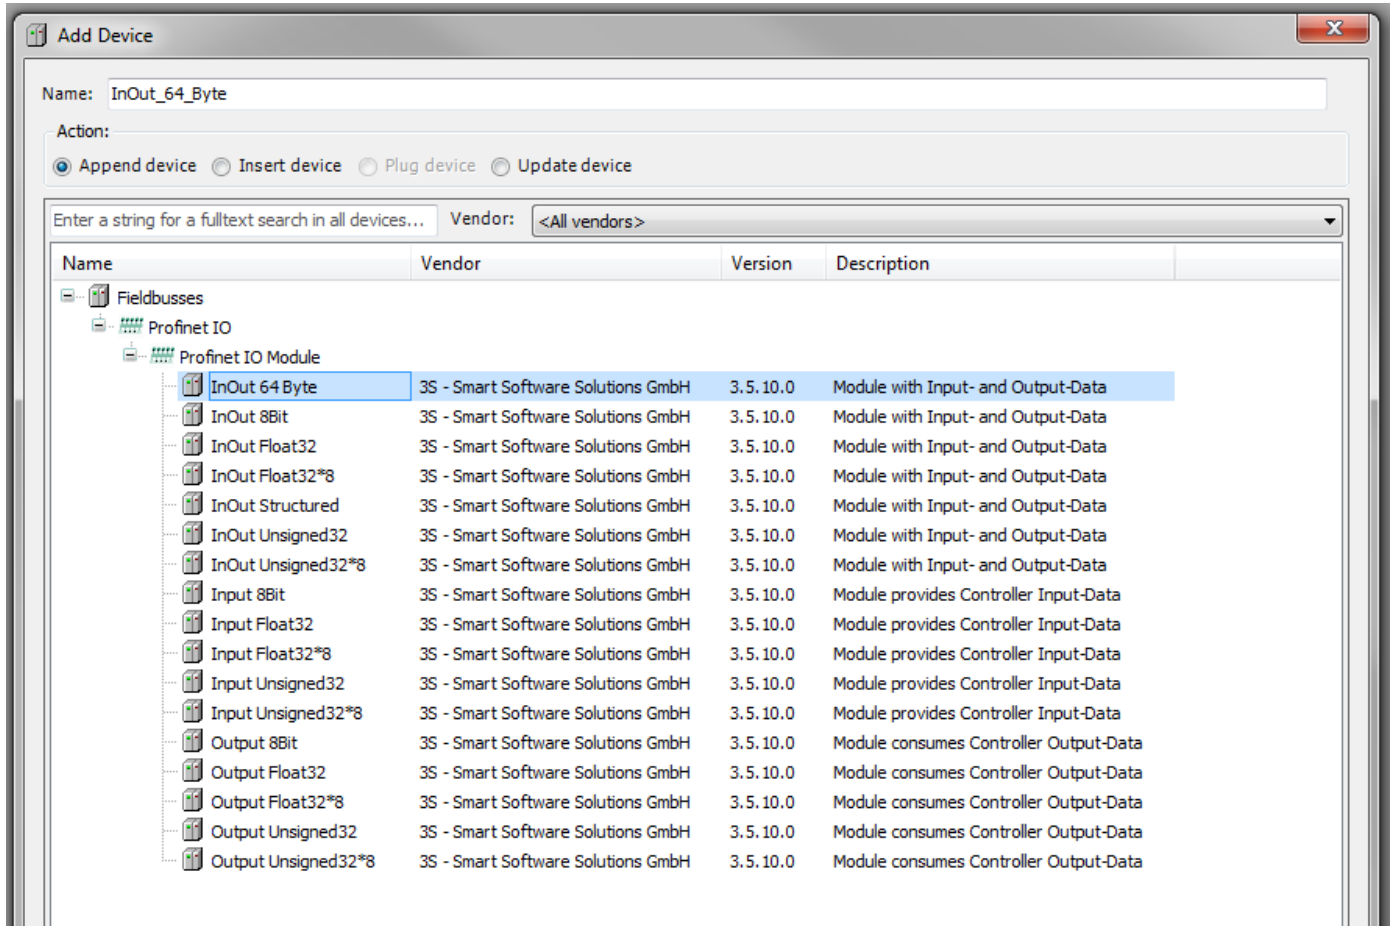 Add Device
X
Name: InOut_64_Byte
Action:
Append device Insert device Plug device Update device
Enter a string for a fulltext search in all devices... Vendor: <All vendors>
Name Vendor Version Description
Fieldbusses
Profinet IO
Profinet IO Module
InOut 64 Byte 3S - Smart Software Solutions GmbH 3.5.10.0 Module with Input- and Output-Data
InOut 8Bit 3S - Smart Software Solutions GmbH 3.5.10.0 Module with Input- and Output-Data
InOut Float32 3S - Smart Software Solutions GmbH 3.5.10.0 Module with Input- and Output-Data
InOut Float32*8 3S - Smart Software Solutions GmbH 3.5.10.0 Module with Input- and Output-Data
InOut Structured 3S - Smart Software Solutions GmbH 3.5.10.0 Module with Input- and Output-Data
InOut Unsigned32 3S - Smart Software Solutions GmbH 3.5.10.0 Module with Input- and Output-Data
InOut Unsigned32*8 3S - Smart Software Solutions GmbH 3.5.10.0 Module with Input- and Output-Data
Input 8Bit 3S - Smart Software Solutions GmbH 3.5.10.0 Module provides Controller Input-Data
Input Float32 3S - Smart Software Solutions GmbH 3.5.10.0 Module provides Controller Input-Data
Input Float32*8 3S - Smart Software Solutions GmbH 3.5.10.0 Module provides Controller Input-Data
Input Unsigned32 3S - Smart Software Solutions GmbH 3.5.10.0 Module provides Controller Input-Data
Input Unsigned32*8 3S - Smart Software Solutions GmbH 3.5.10.0 Module provides Controller Input-Data
Output 8Bit 3S - Smart Software Solutions GmbH 3.5.10.0 Module consumes Controller Output-Data
Output Float32 3S - Smart Software Solutions GmbH 3.5.10.0 Module consumes Controller Output-Data
Output Float32*8 3S - Smart Software Solutions GmbH 3.5.10.0 Module consumes Controller Output-Data
Output Unsigned32 3S - Smart Software Solutions GmbH 3.5.10.0 Module consumes Controller Output-Data
Output Unsigned32*8 3S - Smart Software Solutions GmbH 3.5.10.0 Module consumes Controller Output-Data